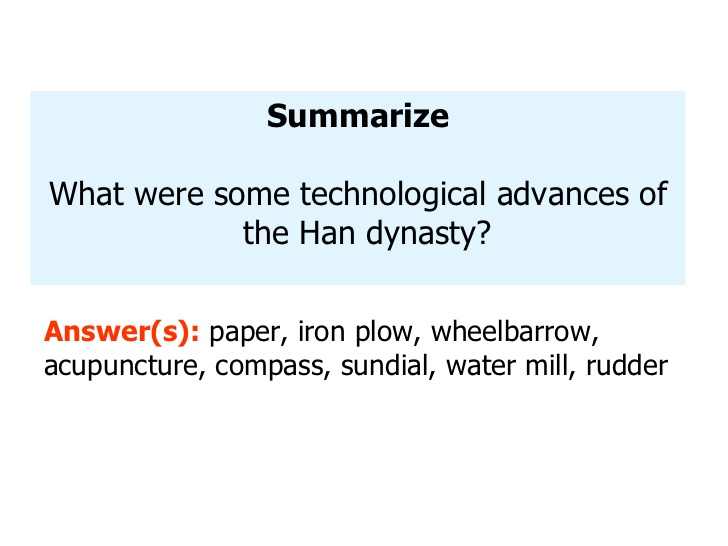 Summarize
What were some technological advances of
the Han dynasty?
Answer(s): paper, iron plow, wheelbarrow,
acupuncture, compass, sundial, water mill, rudder